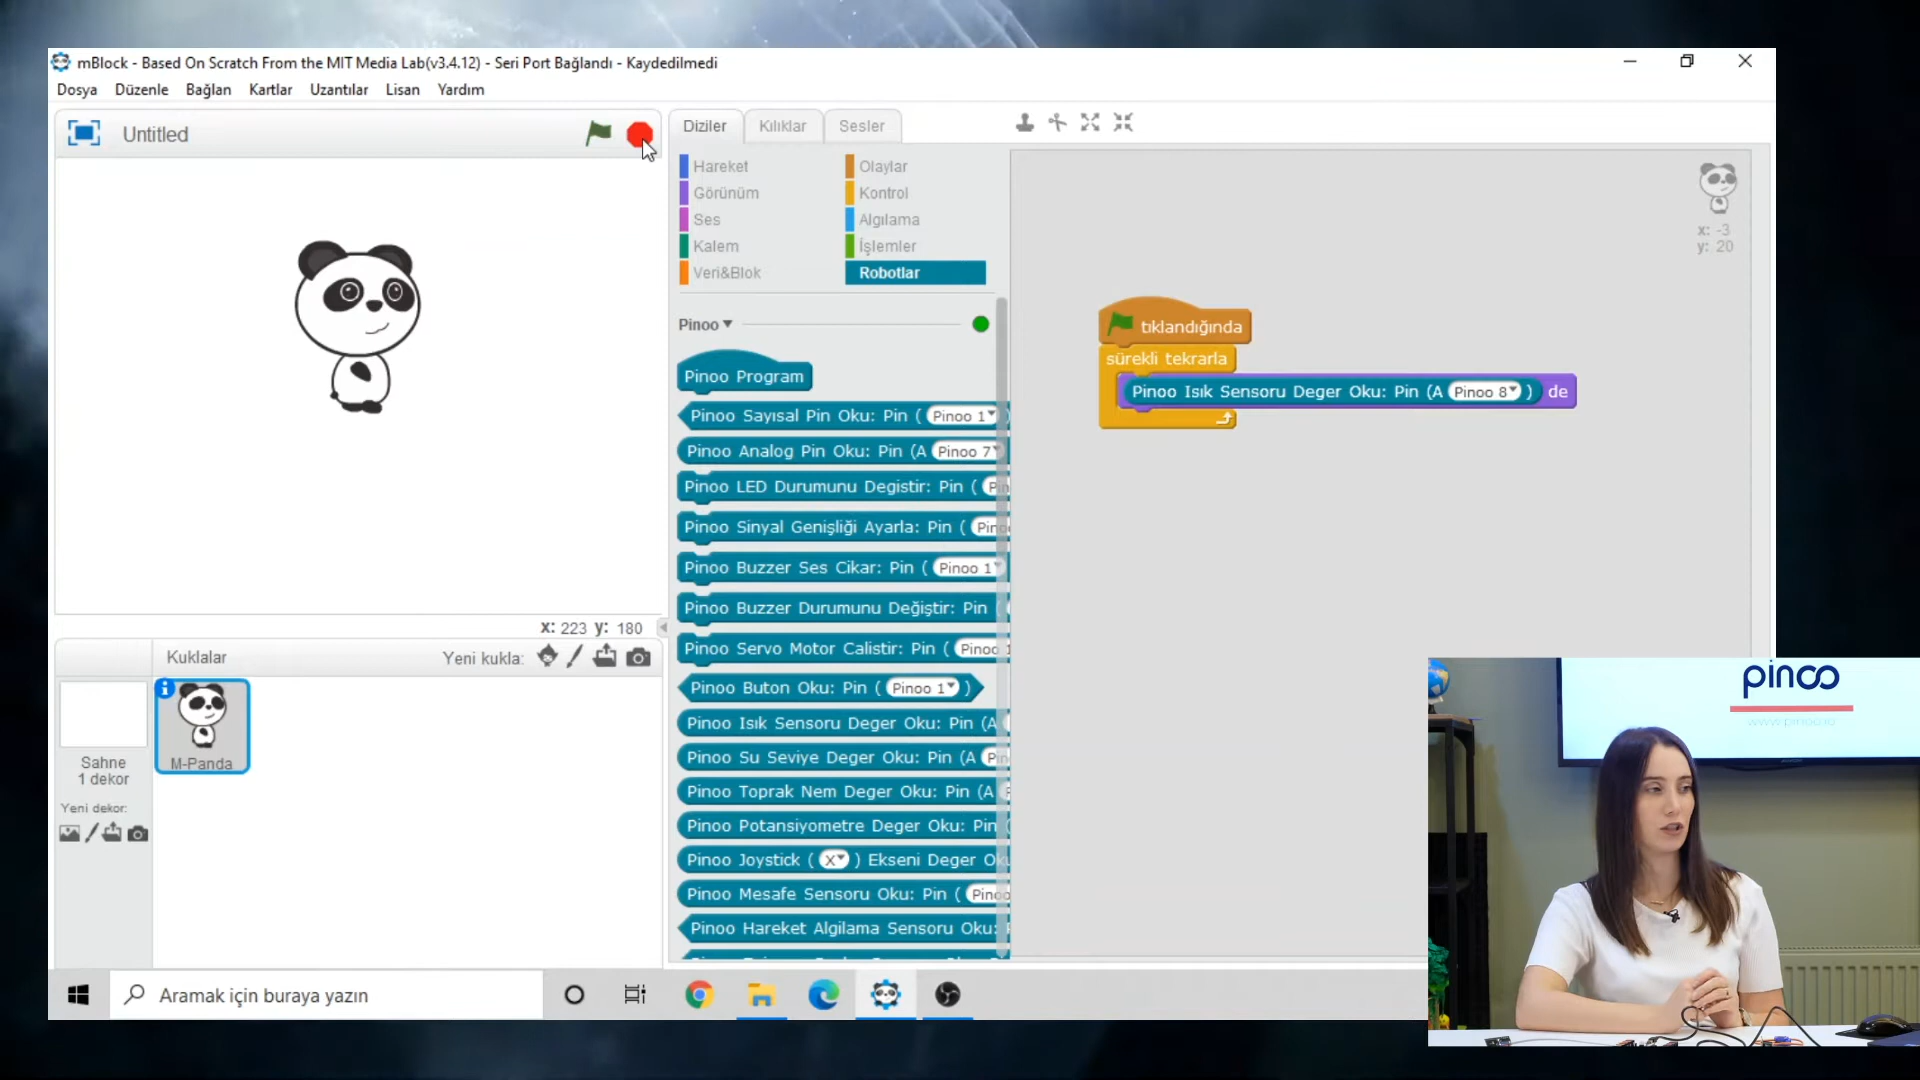 mBlock - Based On Scratch From the MIT Media Lab(v3.4.12) - Seri Port Bağlandı - Kaydedilmedi
Dosya Düzenle Bağlan Kartlar Uzantılar Lisan Yardım
Untitled
x: 223 y: 180
Kuklalar
Yeni kukla:
Sahne
1 dekor
Yeni dekor:
M-Panda
Diziler Kılıklar Sesler
Hareket Olaylar
Görünüm Kontrol
Ses Algılama
Kalem İşlemler
Veri&Blok Robotlar
Pinoo
Pinoo Program
Pinoo Sayısal Pin Oku: Pin ( Pinoo 1 )
Pinoo Analog Pin Oku: Pin (A Pinoo 7
Pinoo LED Durumunu Degistir: Pin (
Pinoo Sinyal Genişliği Ayarla: Pin (
Pinoo Buzzer Ses Cikar: Pin ( Pinoo 1
Pinoo Buzzer Durumunu Değiştir: Pin (
Pinoo Servo Motor Calistir: Pin ( Pinoo 1
Pinoo Buton Oku: Pin ( Pinoo 1 )
Pinoo Isık Sensoru Deger Oku: Pin (A
Pinoo Su Seviye Deger Oku: Pin (A
Pinoo Toprak Nem Deger Oku: Pin (A
Pinoo Potansiyometre Deger Oku: Pin (
Pinoo Joystick ( X ) Ekseni Deger Oku
Pinoo Mesafe Sensoru Oku: Pin ( Pinoo
Pinoo Hareket Algilama Sensoru Oku:
x: -3
y: 20
tıklandığında
sürekli tekrarla
Pinoo Isık Sensoru Deger Oku: Pin (A Pinoo 8 ) de
pinoo
www.pinoo.io
Aramak için buraya yazın